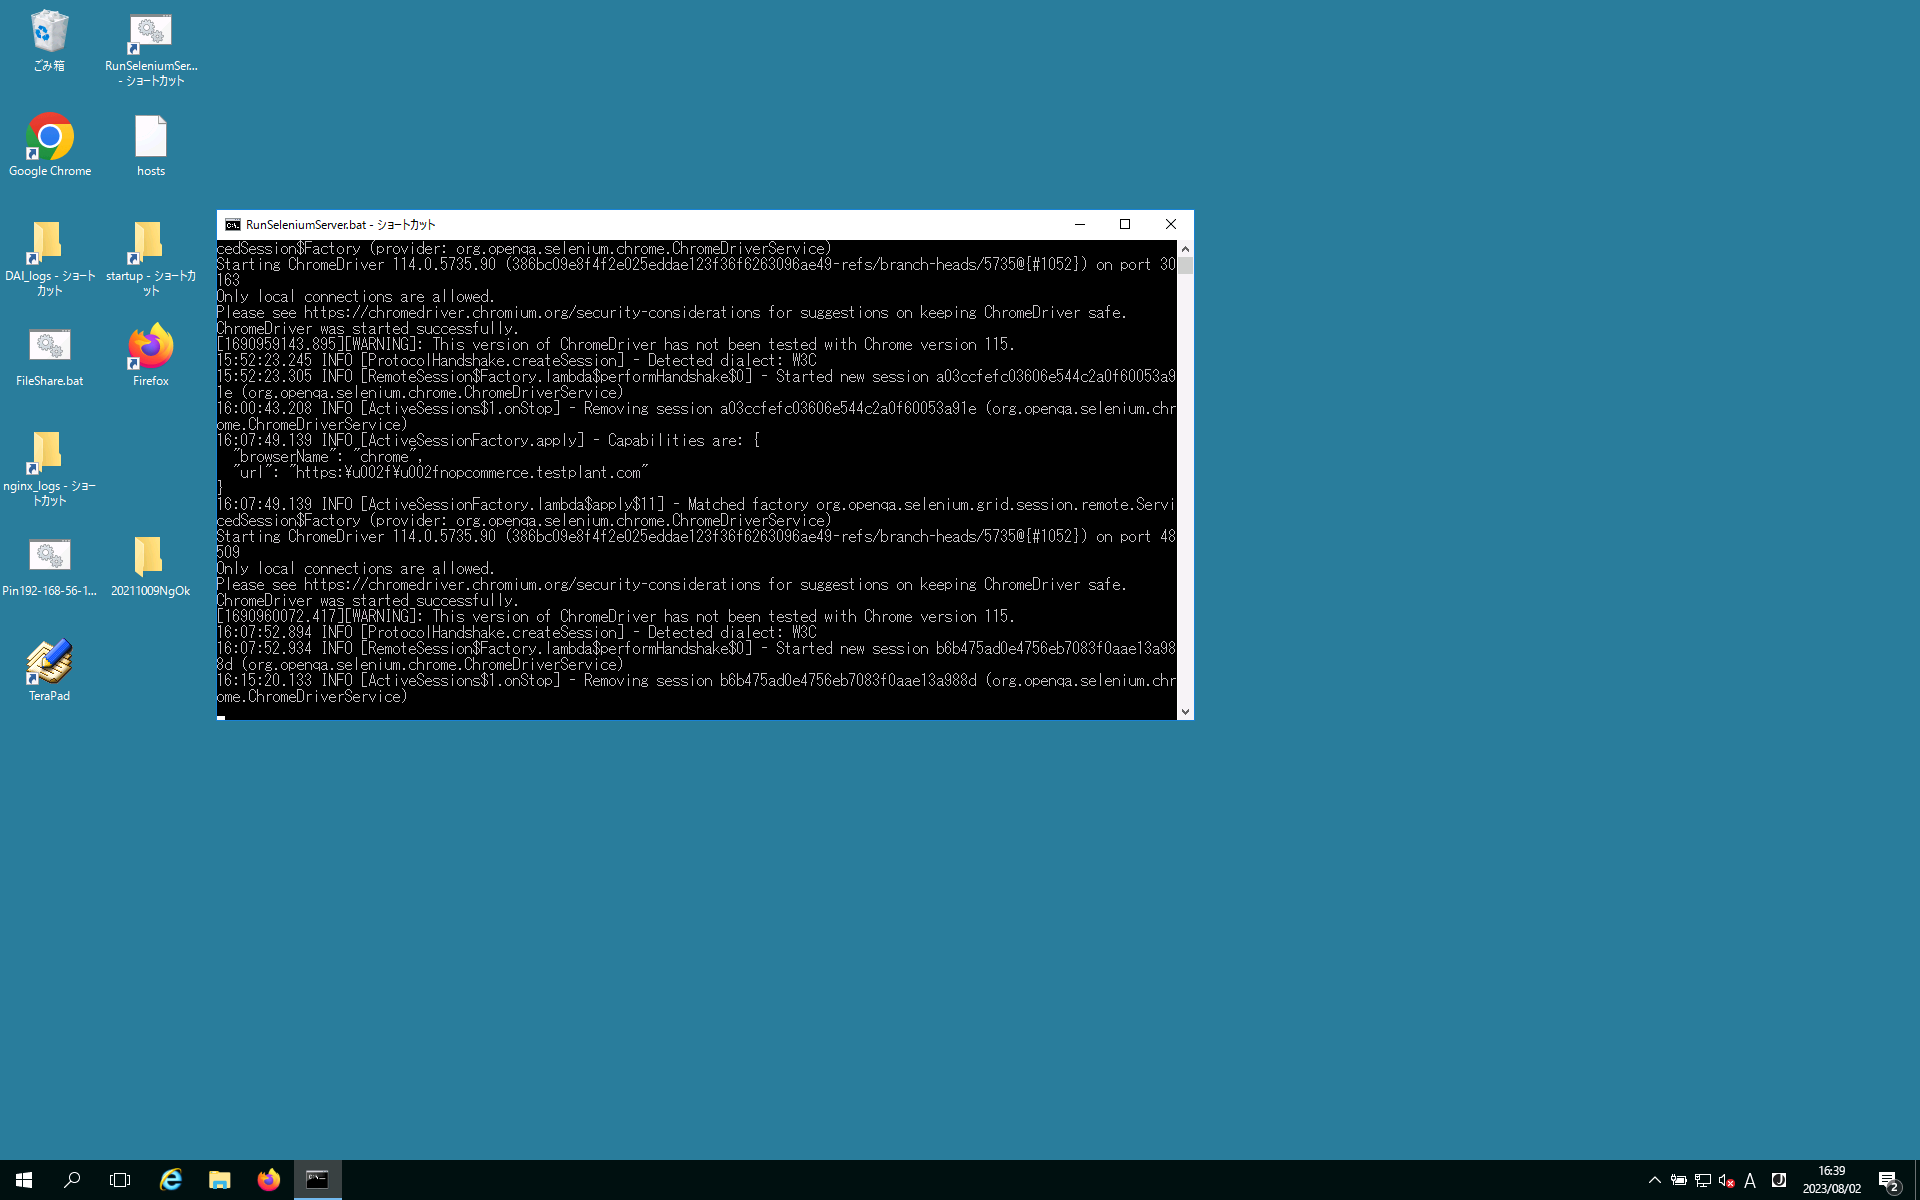 ごみ箱
RunSeleniumSer...
- ショートカット
Google Chrome
hosts
DAI_logs - ショート
カット
startup - ショートカ
ット
FileShare.bat
Firefox
nginx_logs - ショー
トカット
Pin192-168-56-1...
20211009NgOk
TeraPad
RunSeleniumServer.bat - ショートカット
cedSession$Factory (provider: org.openqa.selenium.chrome.ChromeDriverService)
Starting ChromeDriver 114.0.5735.90 (386bc09e8f4f2e025eddae123f36f6263096ae49-refs/branch-heads/5735@{#1052}) on port 30
163
Only local connections are allowed.
Please see https://chromedriver.chromium.org/security-considerations for suggestions on keeping ChromeDriver safe.
ChromeDriver was started successfully.
[1690959143.895][WARNING]: This version of ChromeDriver has not been tested with Chrome version 115.
15:52:23.245 INFO [ProtocolHandshake.createSession] - Detected dialect: W3C
15:52:23.305 INFO [RemoteSession$Factory.lambda$performHandshake$0] - Started new session a03ccfefc03606e544c2a0f60053a9
1e (org.openqa.selenium.chrome.ChromeDriverService)
16:00:43.208 INFO [ActiveSessions$1.onStop] - Removing session a03ccfefc03606e544c2a0f60053a91e (org.openqa.selenium.chr
ome.ChromeDriverService)
16:07:49.139 INFO [ActiveSessionFactory.apply] - Capabilities are: {
"browserName": "chrome",
"url": "https:¥u002f¥u002fnopcommerce.testplant.com"
}
16:07:49.139 INFO [ActiveSessionFactory.lambda$apply$11] - Matched factory org.openqa.selenium.grid.session.remote.Servi
cedSession$Factory (provider: org.openqa.selenium.chrome.ChromeDriverService)
Starting ChromeDriver 114.0.5735.90 (386bc09e8f4f2e025eddae123f36f6263096ae49-refs/branch-heads/5735@{#1052}) on port 48
509
Only local connections are allowed.
Please see https://chromedriver.chromium.org/security-considerations for suggestions on keeping ChromeDriver safe.
ChromeDriver was started successfully.
[1690960072.417][WARNING]: This version of ChromeDriver has not been tested with Chrome version 115.
16:07:52.894 INFO [ProtocolHandshake.createSession] - Detected dialect: W3C
16:07:52.934 INFO [RemoteSession$Factory.lambda$performHandshake$0] - Started new session b6b475ad0e4756eb7083f0aae13a98
8d (org.openqa.selenium.chrome.ChromeDriverService)
16:15:20.133 INFO [ActiveSessions$1.onStop] - Removing session b6b475ad0e4756eb7083f0aae13a988d (org.openqa.selenium.chr
ome.ChromeDriverService)
A
16:39
2023/08/02
2